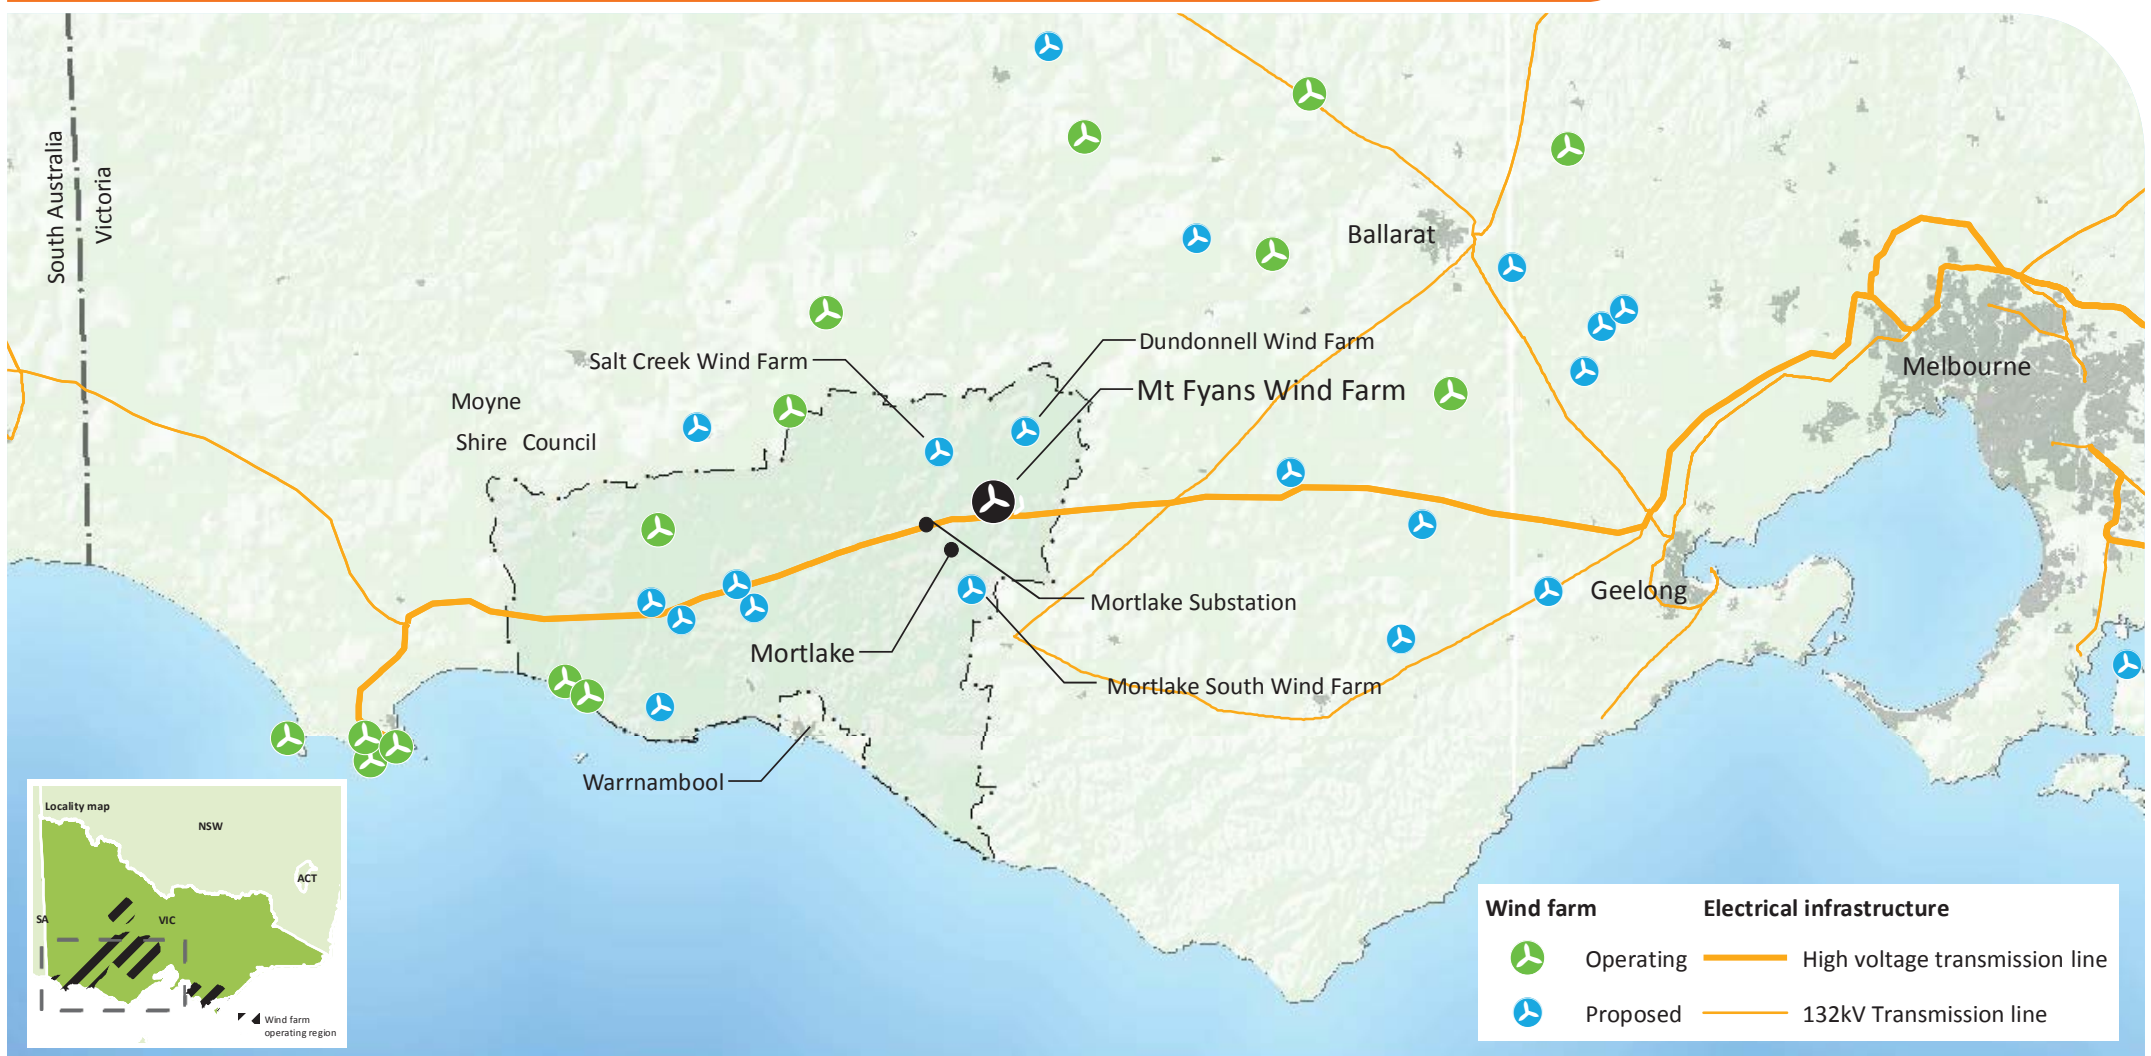 South Australia
Victoria
Ballarat
Dundonnell Wind Farm
Salt Creek Wind Farm
Mt Fyans Wind Farm
Melbourne
Moyne
Shire Council
Geelong
Mortlake Substation
Mortlake
Mortlake South Wind Farm
Warrnambool
Locality map
NSW
ACT
SA
VIC
Wind farm
operating region
Wind farm
Electrical infrastructure
Operating
High voltage transmission line
Proposed
132kV Transmission line